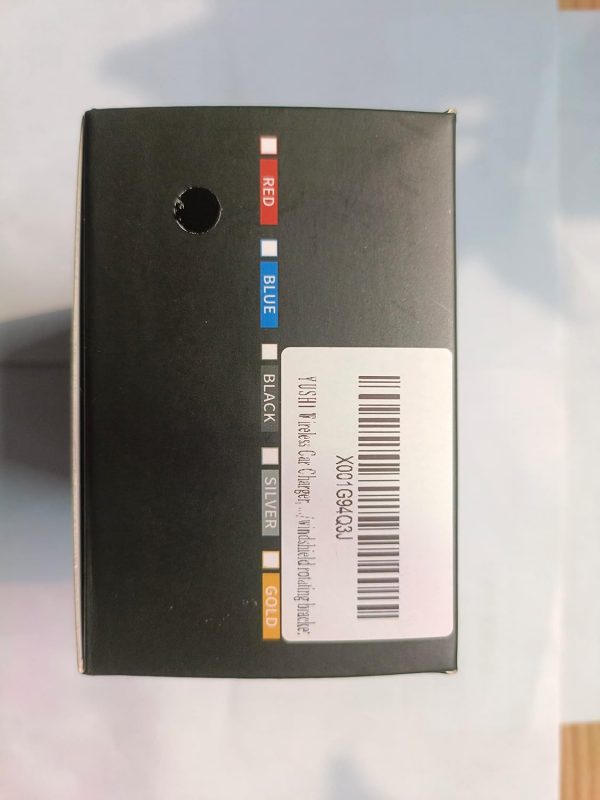 RED
BLUE
BLACK
SILVER
GOLD
X001G94Q3J
YUSHI Wireless Car Charger, .../windshield rotating bracket